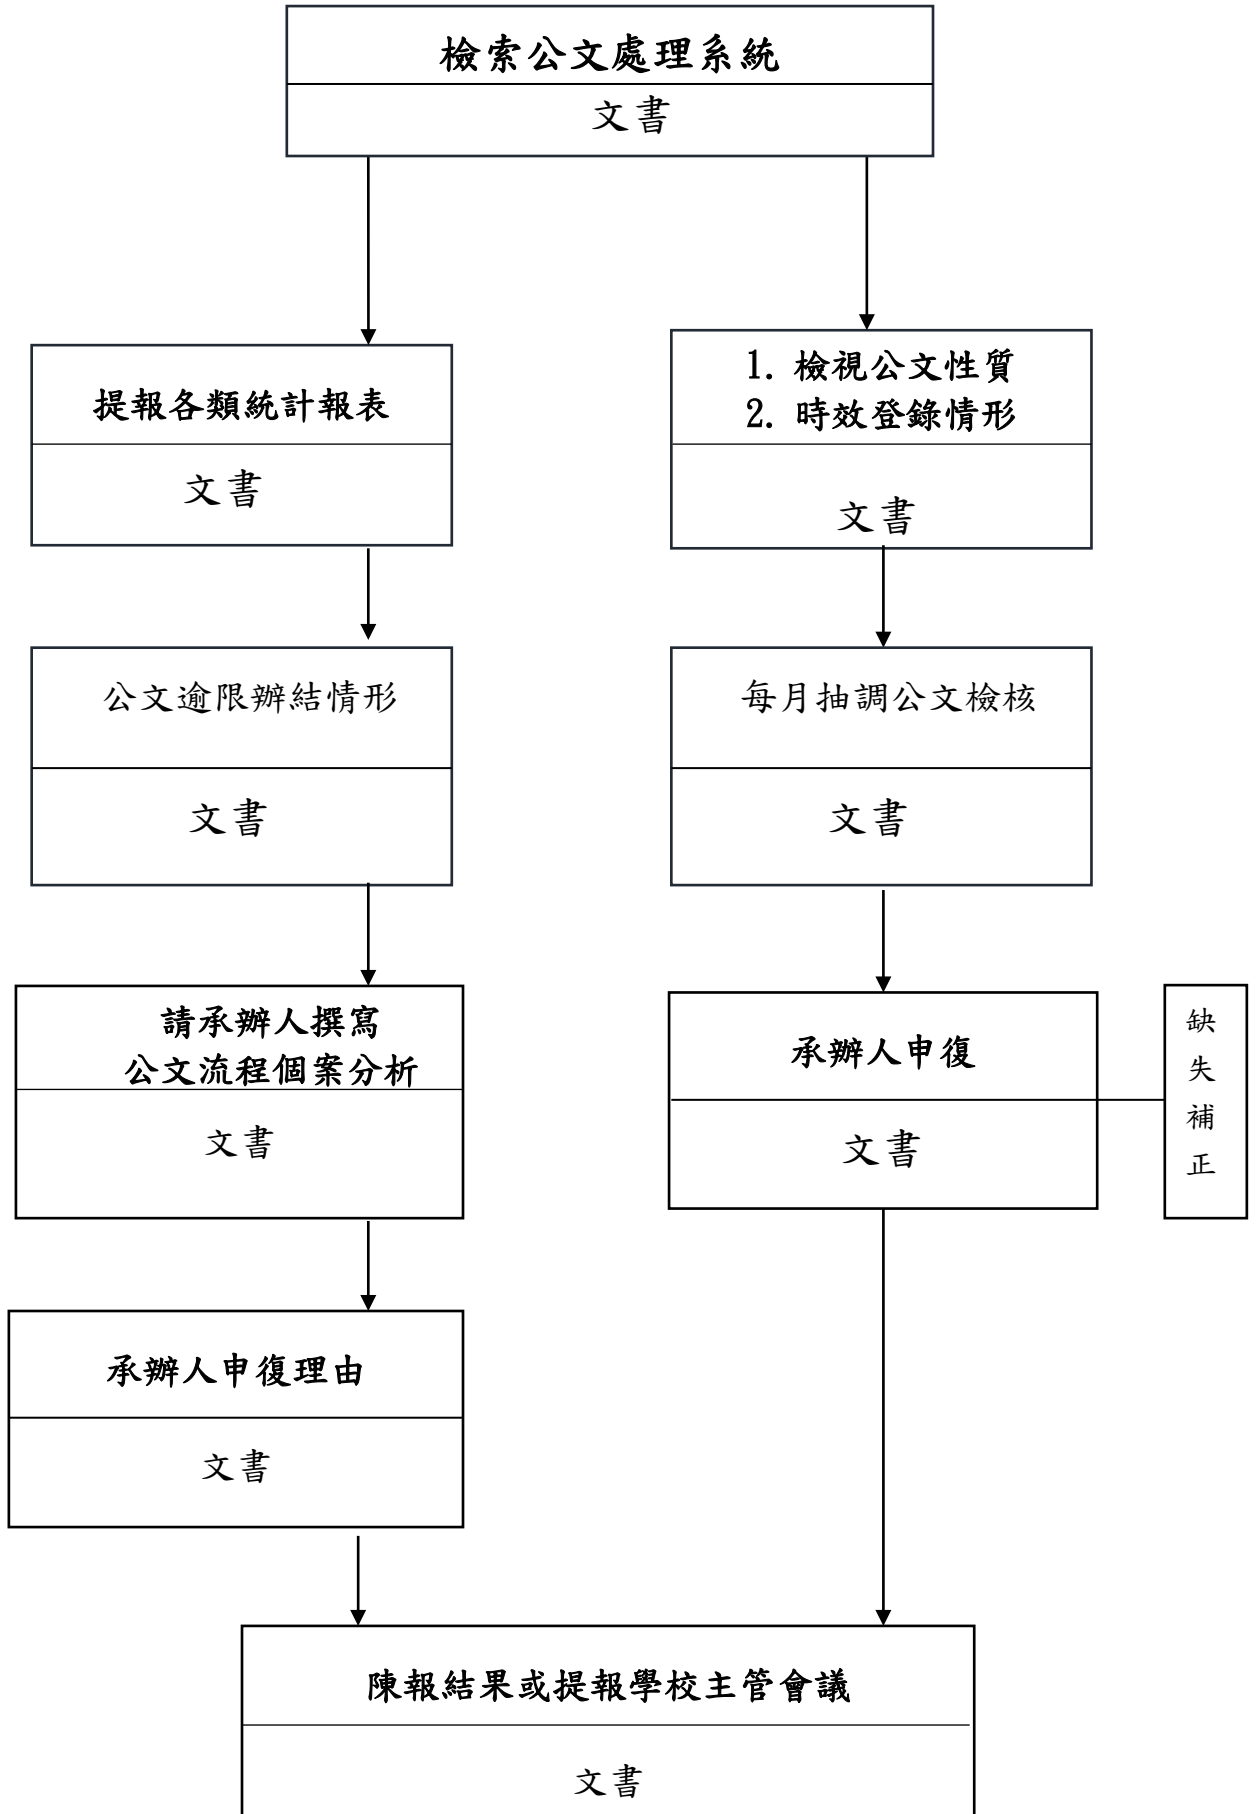 檢索公文處理系統
文書
提報各類統計報表
文書
1. 檢視公文性質
2. 時效登錄情形
文書
公文逾限辦結情形
文書
每月抽調公文檢核
文書
請承辦人撰寫
公文流程個案分析
文書
承辦人申復
文書
缺
失
補
正
承辦人申復理由
文書
陳報結果或提報學校主管會議
文書